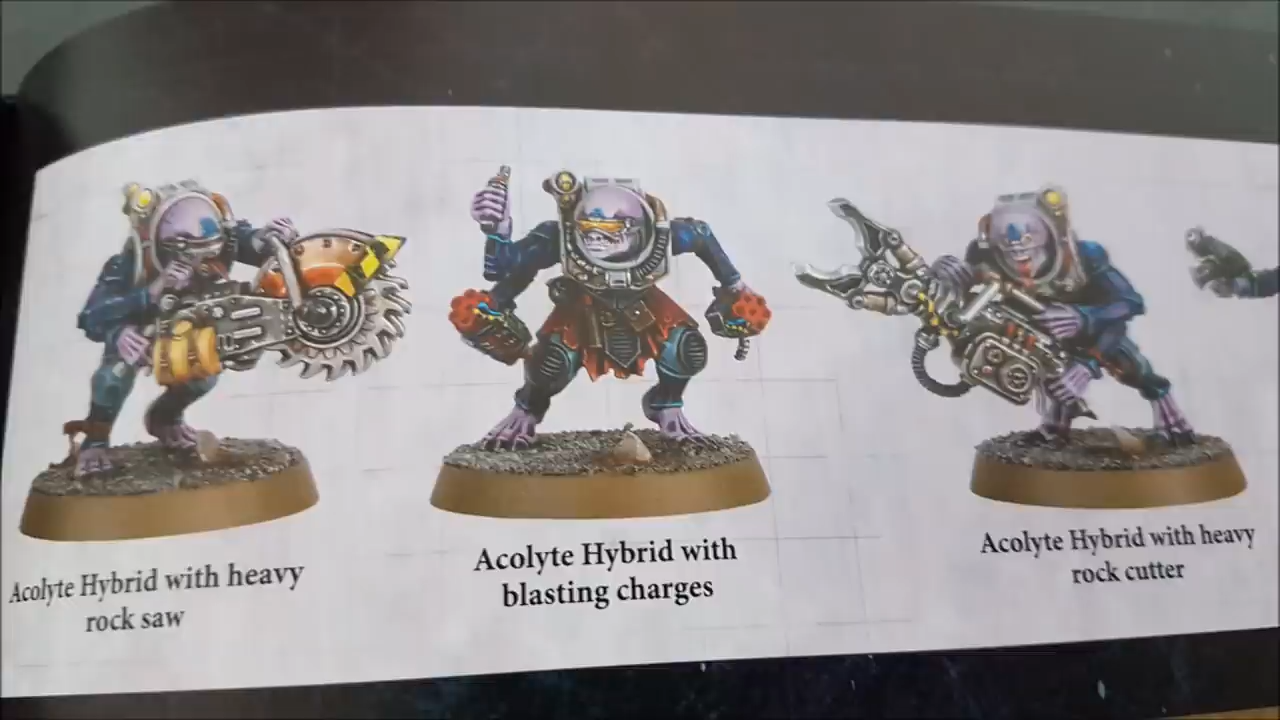 Acolyte Hybrid with heavy
rock saw
Acolyte Hybrid with
blasting charges
Acolyte Hybrid with heavy
rock cutter